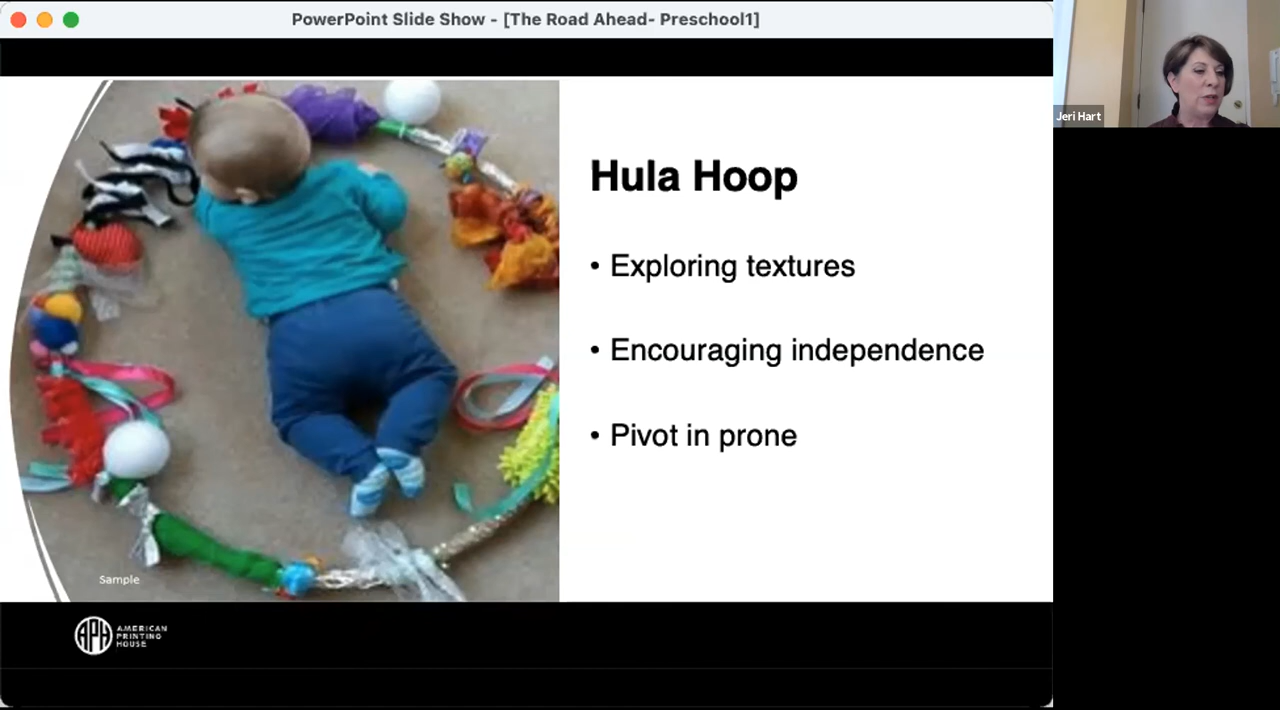 PowerPoint Slide Show - [The Road Ahead- Preschool1]
Jeri Hart
Hula Hoop
• Exploring textures
• Encouraging independence
• Pivot in prone
Sample
APH
AMERICAN
PRINTING
HOUSE